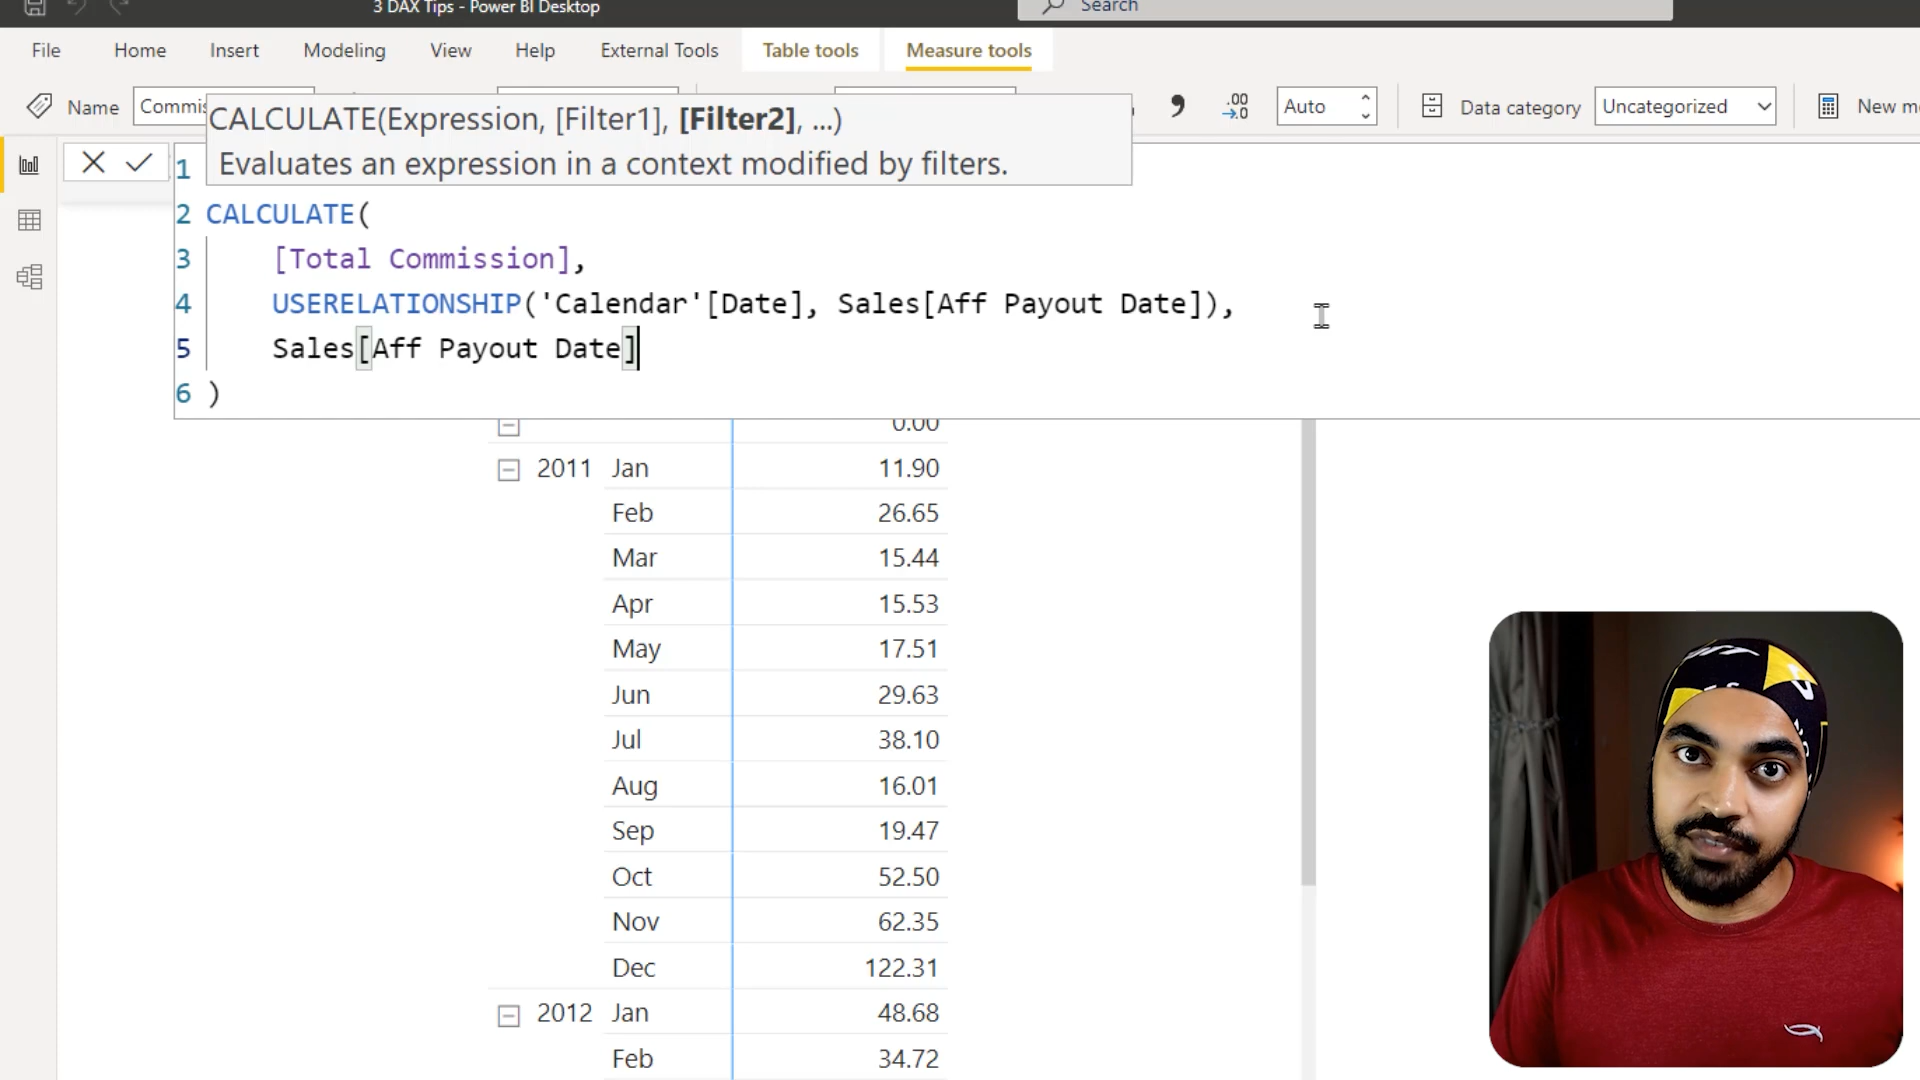 3 DAX Tips - Power BI Desktop
Search
File Home Insert Modeling View Help External Tools Table tools Measure tools
Name Auto Data category Uncategorized New
CALCULATE(Expression, [Filter1], [Filter2], ...)
Evaluates an expression in a context modified by filters.
1
2 CALCULATE(
3 [Total Commission],
4 USERELATIONSHIP('Calendar'[Date], Sales[Aff Payout Date]),
5 Sales[Aff Payout Date]
6 )
0.00
2011 Jan 11.90
Feb 26.65
Mar 15.44
Apr 15.53
May 17.51
Jun 29.63
Jul 38.10
Aug 16.01
Sep 19.47
Oct 52.50
Nov 62.35
Dec 122.31
2012 Jan 48.68
Feb 34.72